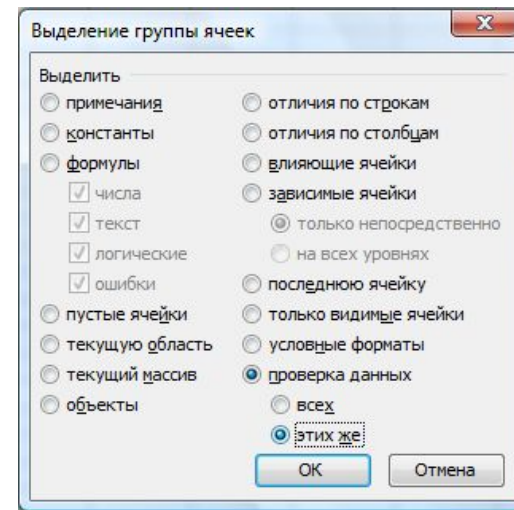 Выделение группы ячеек
Выделить
примечания
константы
формулы
числа
текст
логические
ошибки
пустые ячейки
текущую область
текущий массив
объекты
отличия по строкам
отличия по столбцам
влияющие ячейки
зависимые ячейки
только непосредственно
на всех уровнях
последнюю ячейку
только видимые ячейки
условные форматы
проверка данных
всех
этих же
ОК
Отмена